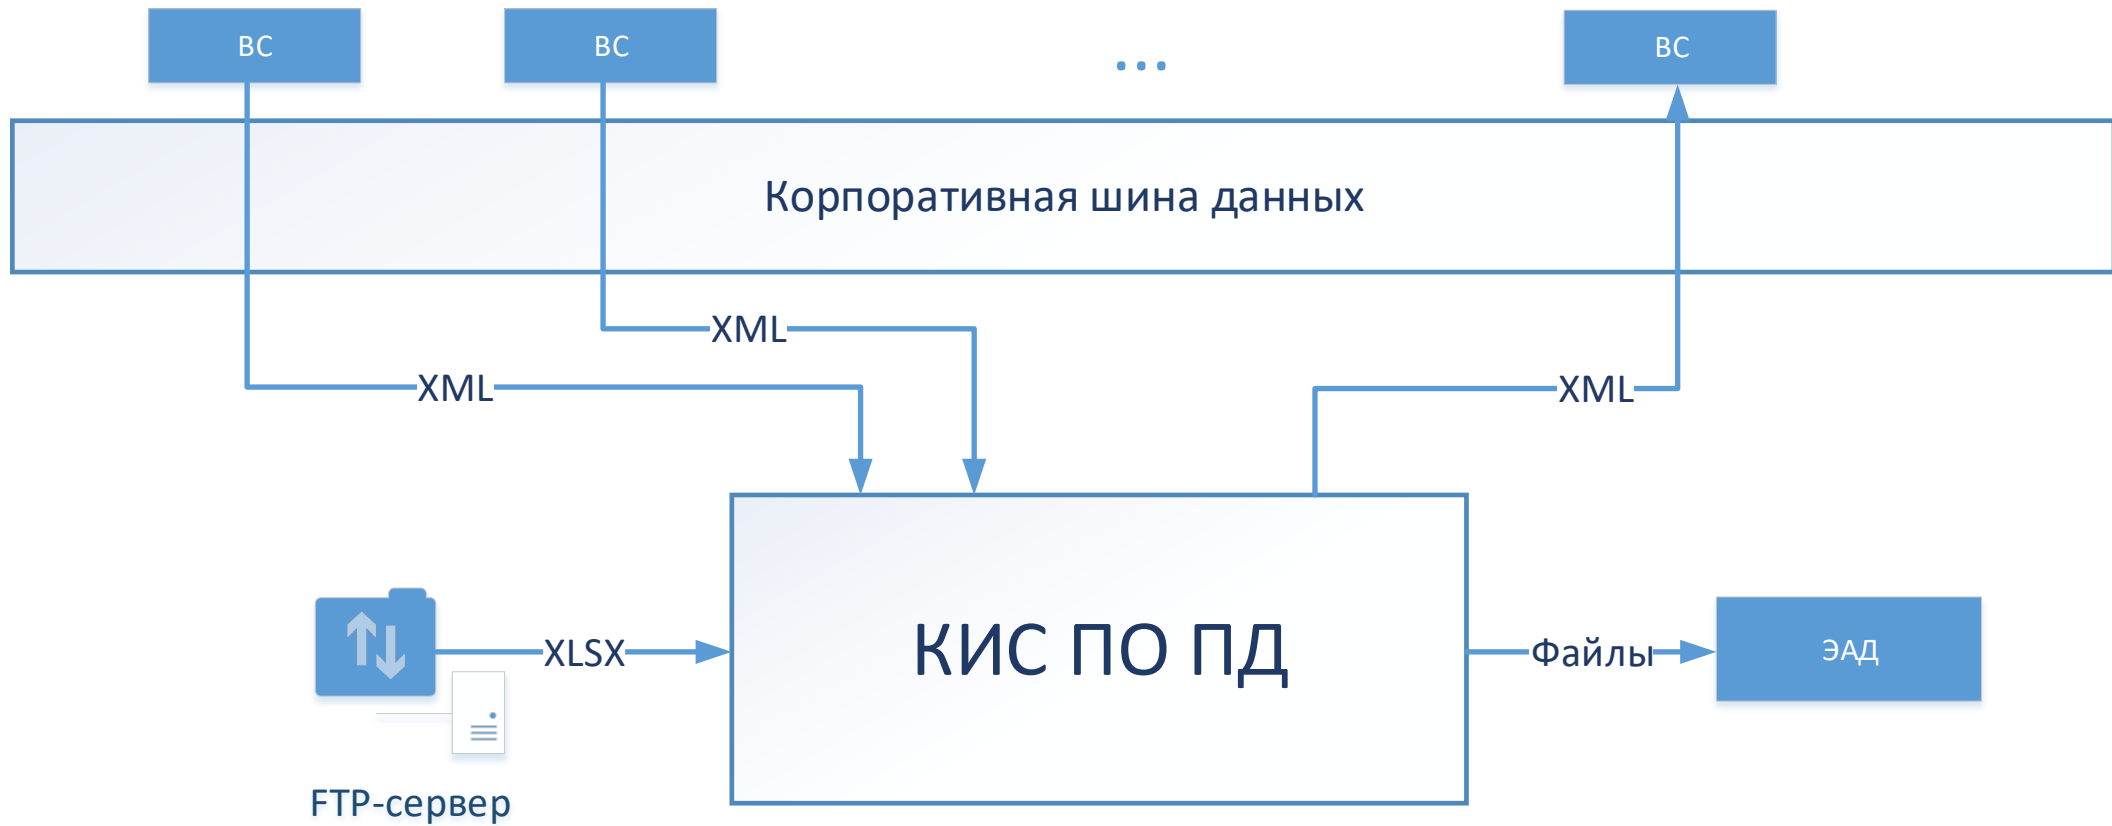 ВС
ВС
...
ВС
Корпоративная шина данных
XML
XML
XML
КИС ПО ПД
XLSX
Файлы
ЭАД
FTP-сервер